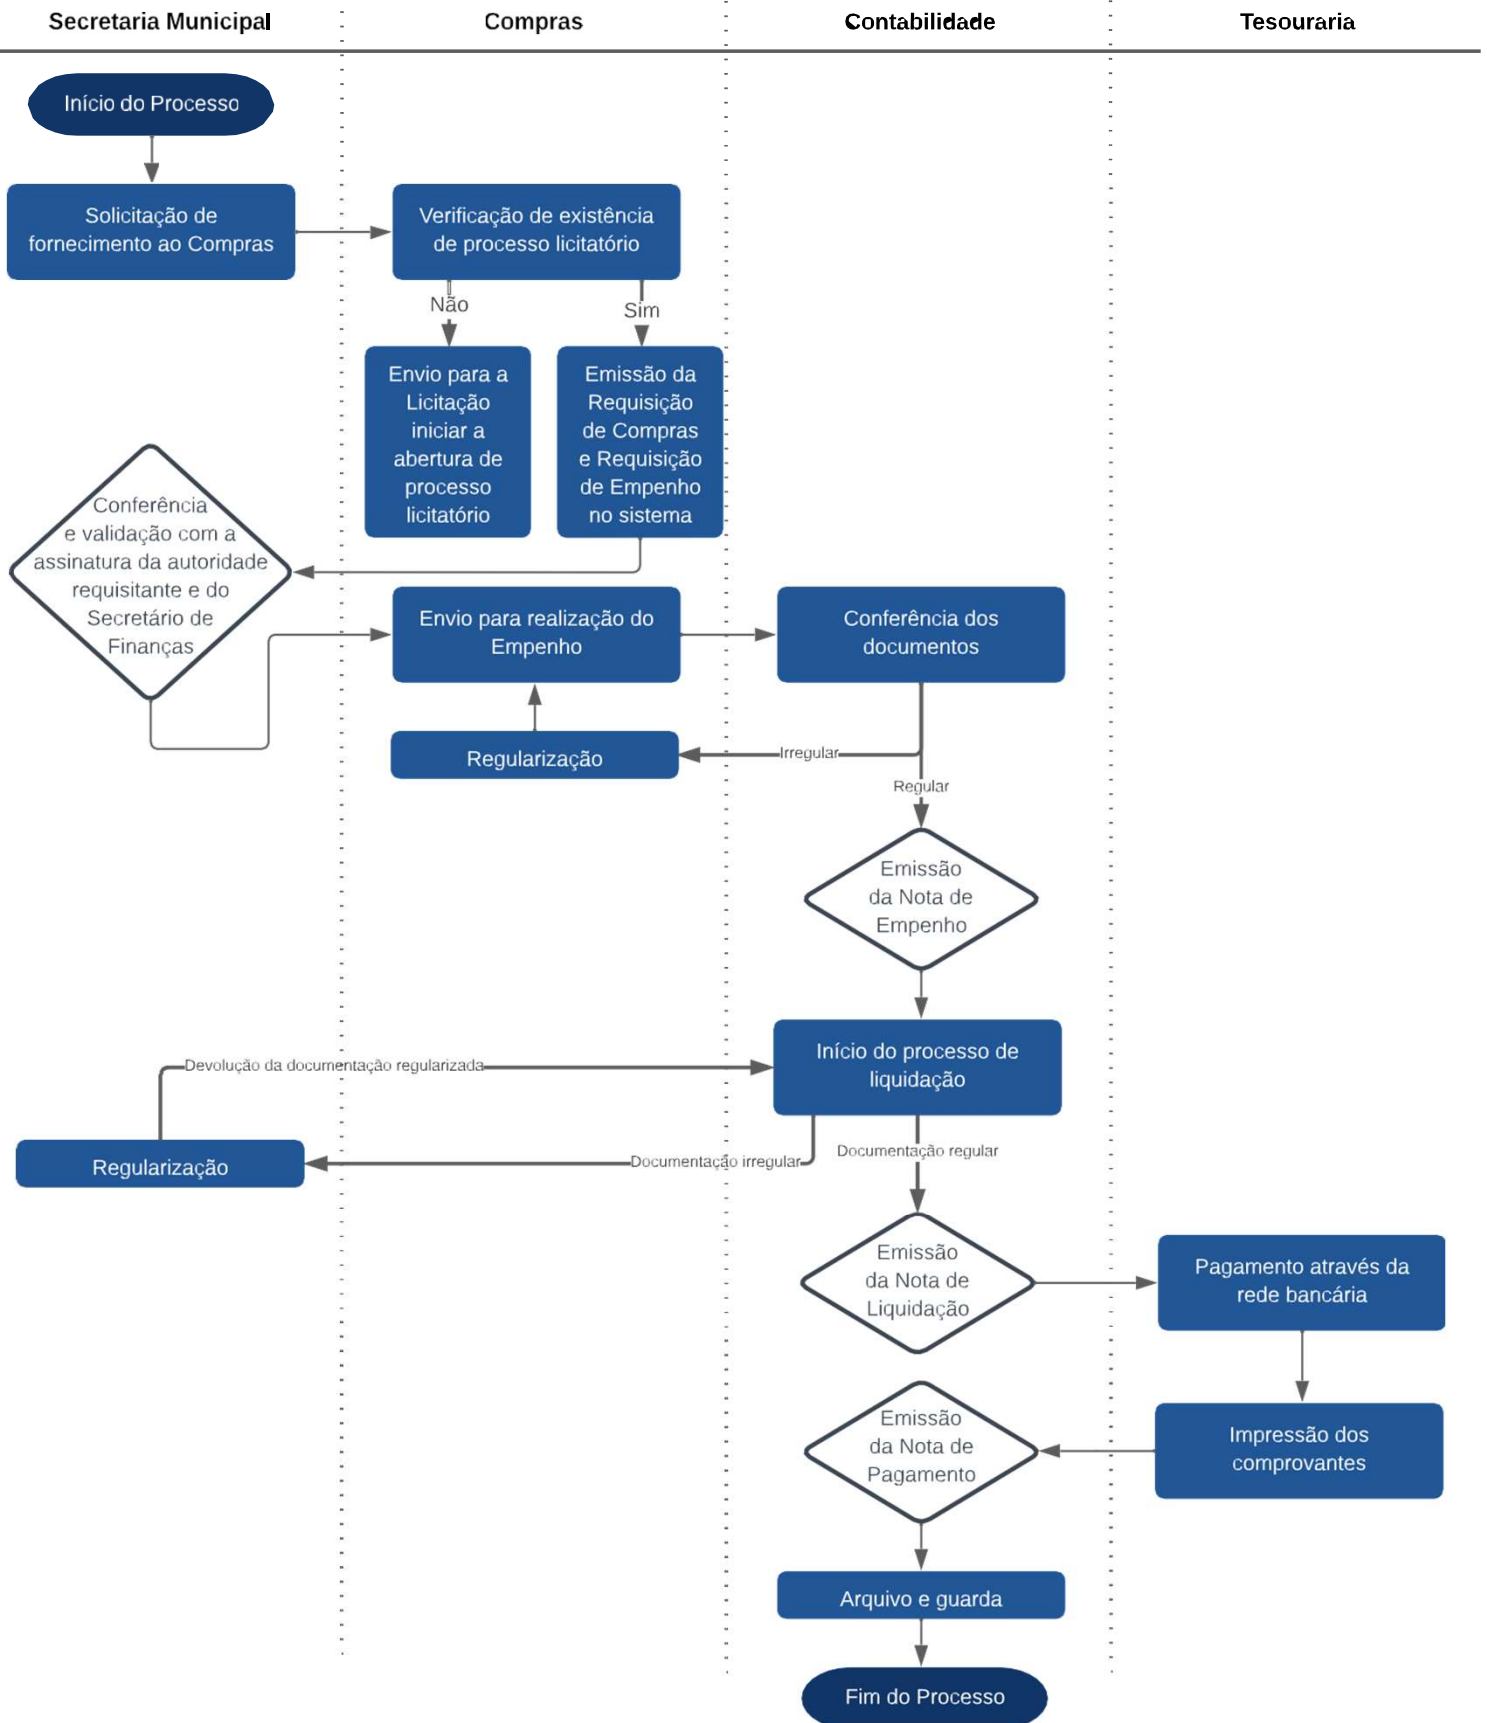 Secretaria Municipal
Compras
Contabilidade
Tesouraria
Início do Processo
Solicitação de
fornecimento ao Compras
Verificação de existência
de processo licitatório
Não
Sim
Envio para a
Licitação
iniciar a
abertura de
processo
licitatório
Emissão da
Requisição
de Compras
e Requisição
de Empenho
no sistema
Conferência
e validação com a
assinatura da autoridade
requisitante e do
Secretário de
Finanças
Envio para realização do
Empenho
Conferência dos
documentos
Regularização
Irregular
Regular
Emissão
da Nota de
Empenho
Início do processo de
liquidação
Devolução da documentação regularizada
Regularização
Documentação irregular
Documentação regular
Emissão
da Nota de
Liquidação
Pagamento através da
rede bancária
Impressão dos
comprovantes
Emissão
da Nota de
Pagamento
Arquivo e guarda
Fim do Processo